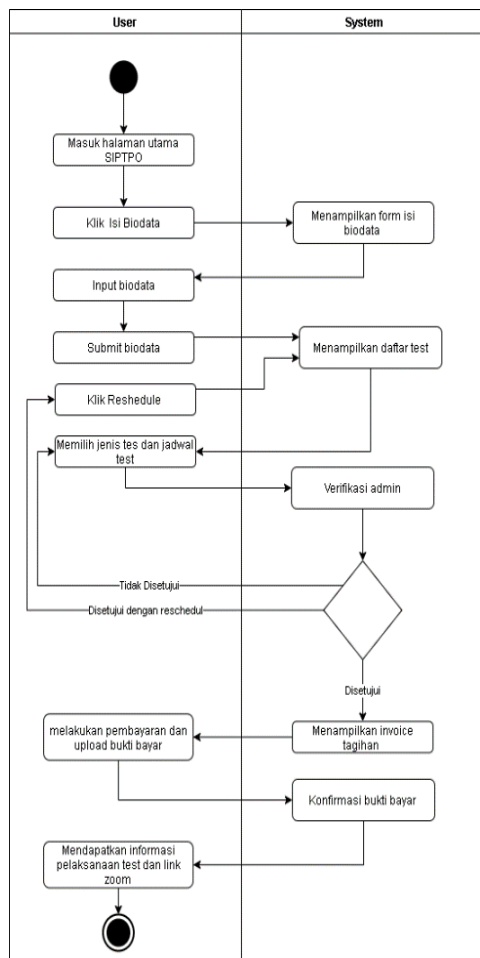 User
System
Masuk halaman utama
SIPTPO
Klik Isi Biodata
Menampilkan form isi
biodata
Input biodata
Submit biodata
Menampilkan daftar test
Klik Reshedule
Memilih jenis tes dan jadwal
test
Verifikasi admin
Tidak Disetujui
Disetujui dengan reschedul
Disetujui
melakukan pembayaran dan
upload bukti bayar
Menampilkan invoice
tagihan
Konfirmasi bukti bayar
Mendapatkan informasi
pelaksanaan test dan link
zoom